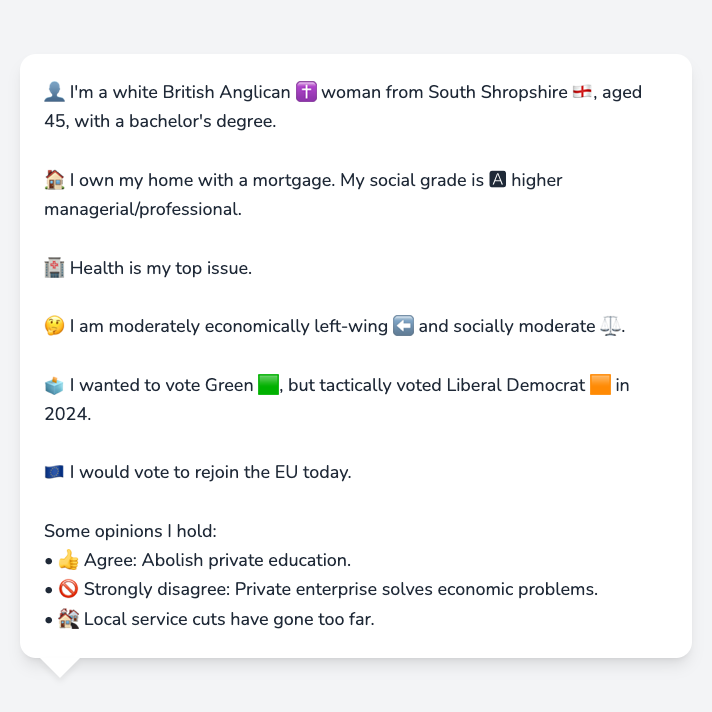 👤 I'm a white British Anglican ✝️ woman from South Shropshire 🏴󠁧󠁢󠁥󠁮󠁧󠁿, aged
45, with a bachelor's degree.
🏠 I own my home with a mortgage. My social grade is 🅰 higher
managerial/professional.
🏥 Health is my top issue.
🤔 I am moderately economically left-wing ⬅️ and socially moderate ⚖️.
🗳️ I wanted to vote Green 🟩, but tactically voted Liberal Democrat 🟧 in
2024.
🇪🇺 I would vote to rejoin the EU today.
Some opinions I hold:
• 👍 Agree: Abolish private education.
• 🚫 Strongly disagree: Private enterprise solves economic problems.
• 🏚️ Local service cuts have gone too far.